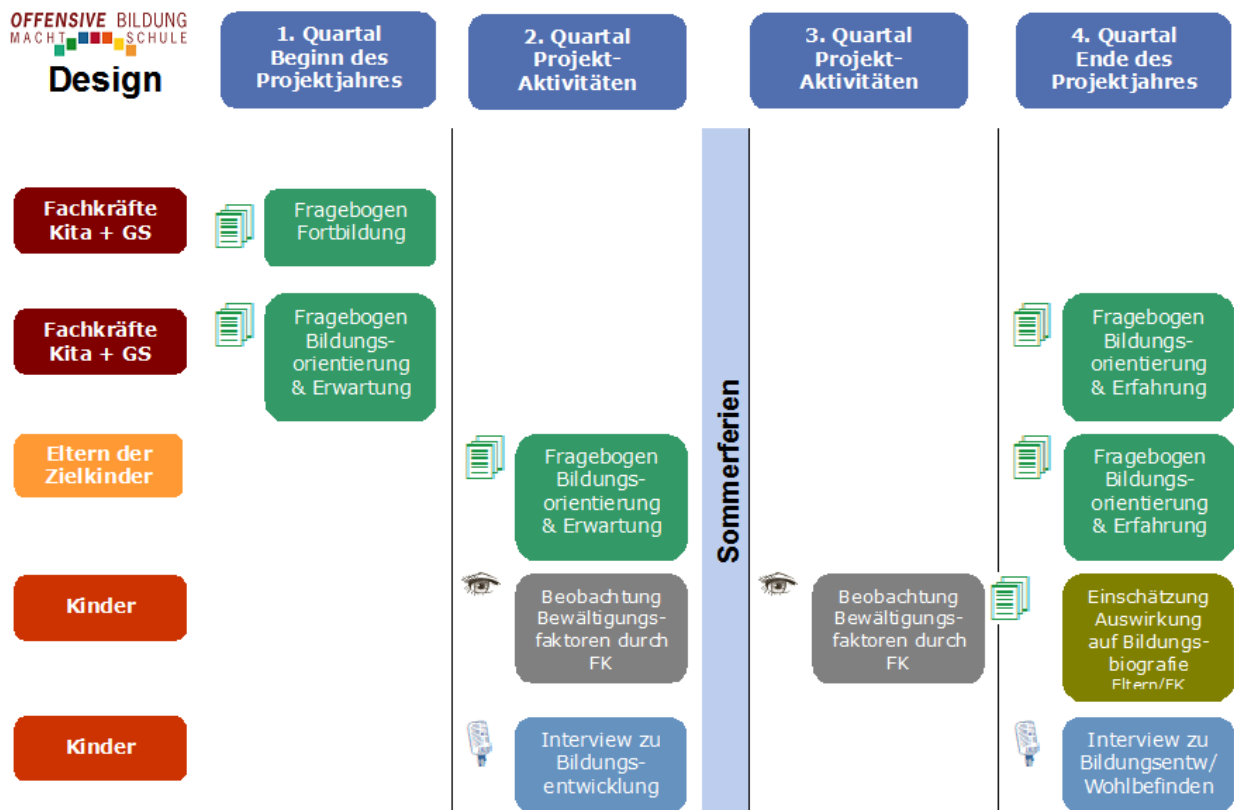 OFFENSIVE BILDUNG
MACHT SCHULE
Design
1. Quartal
Beginn des
Projektjahres
2. Quartal
Projekt-
Aktivitäten
3. Quartal
Projekt-
Aktivitäten
4. Quartal
Ende des
Projektjahres
Fachkräfte
Kita + GS
Fragebogen
Fortbildung
Fachkräfte
Kita + GS
Fragebogen
Bildungs-
orientierung
& Erwartung
Fragebogen
Bildungs-
orientierung
& Erfahrung
Eltern der
Zielkinder
Fragebogen
Bildungs-
orientierung
& Erwartung
Sommerferien
Fragebogen
Bildungs-
orientierung
& Erfahrung
Kinder
Beobachtung
Bewältigungs-
faktoren durch
FK
Beobachtung
Bewältigungs-
faktoren durch
FK
Einschätzung
Auswirkung
auf Bildungs-
biografie
Eltern/FK
Kinder
Interview zu
Bildungs-
entwicklung
Interview zu
Bildungsentw/
Wohlbefinden